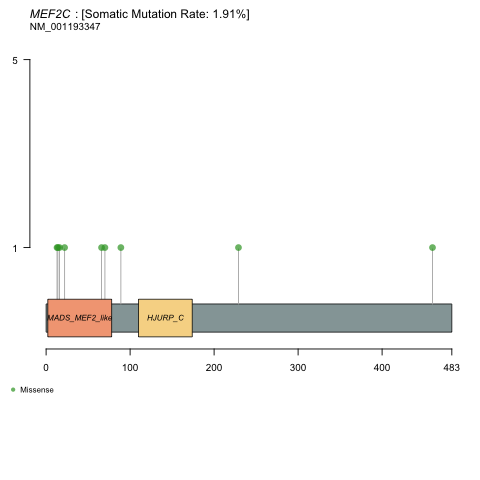 MEF2C : [Somatic Mutation Rate: 1.91%]
NM_001193347
5
1
MADS_MEF2_like
HJURP_C
0 100 200 300 400 483
Missense